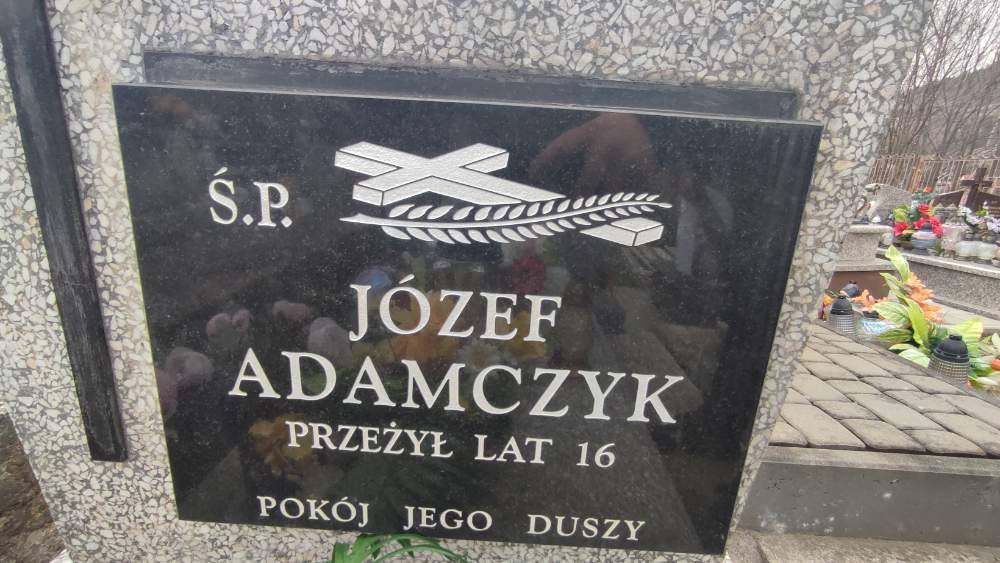 Ś.P.
JÓZEF
ADAMCZYK
PRZEŻYŁ LAT 16
POKÓJ JEGO DUSZY